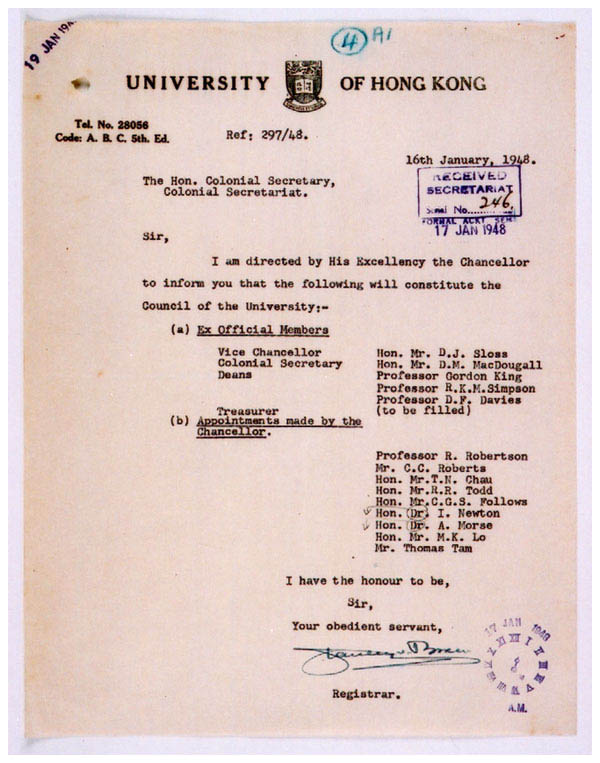 19 JAN 194
4 A1
UNIVERSITY OF HONG KONG
Tel. No. 28056
Code: A. B. C. 5th. Ed.
Ref: 297/48.
16th January, 1948.
The Hon. Colonial Secretary,
Colonial Secretariat.
RECEIVED
SECRETARIAT
Serial No. 246
17 JAN 1948
Sir,
I am directed by His Excellency the Chancellor
to inform you that the following will constitute the
Council of the University:-
(a) Ex Official Members
Vice Chancellor Hon. Mr. D.J. Sloss
Colonial Secretary Hon. Mr. D.M. MacDougall
Deans Professor Gordon King
Professor R.K.M.Simpson
Professor D.F. Davies
Treasurer (to be filled)
(b) Appointments made by the
Chancellor.
Professor R. Robertson
Mr. C.C. Roberts
Hon. Mr.T.N. Chau
Hon. Mr.R.R. Todd
Hon. Mr.C.G.S. Follows
Hon. Dr. I. Newton
Hon. Dr. A. Morse
Hon. Mr. M.K. Lo
Mr. Thomas Tam
I have the honour to be,
Sir,
Your obedient servant,
Registrar.
17 JAN 1948
A.M.